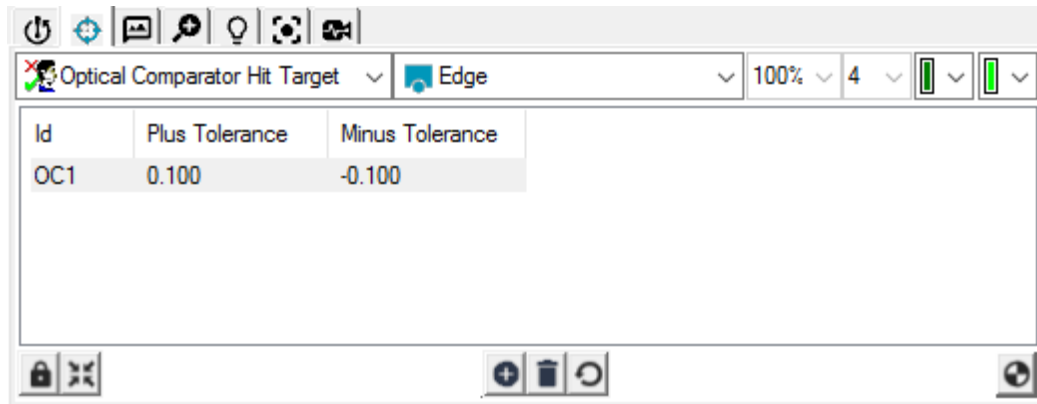 Optical Comparator Hit Target Edge 100% 4
Id Plus Tolerance Minus Tolerance
OC1 0.100 -0.100